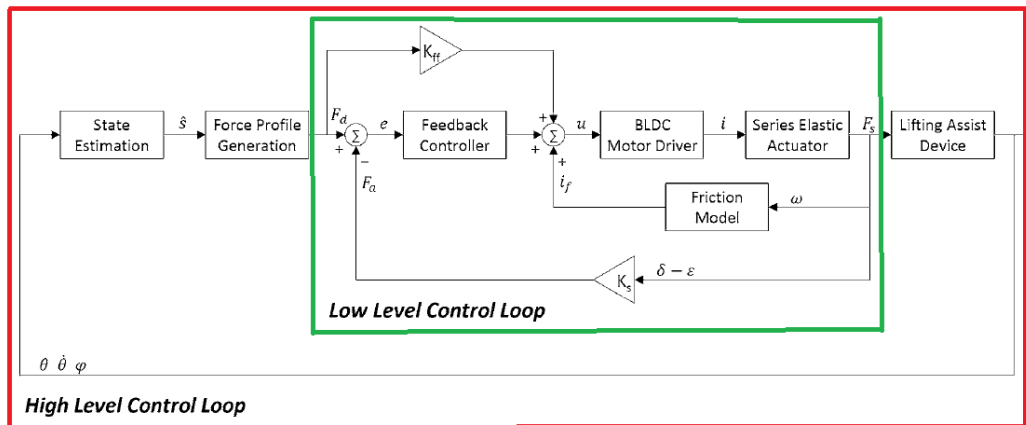 K_ff
State
Estimation
ŝ
Force Profile
Generation
F_d
+
Σ
−
e
Feedback
Controller
+
+
Σ
+
u
BLDC
Motor Driver
i
Series Elastic
Actuator
F_s
Lifting Assist
Device
F_a
i_f
Friction
Model
ω
K_s
δ − ε
Low Level Control Loop
θ θ̇ φ
High Level Control Loop